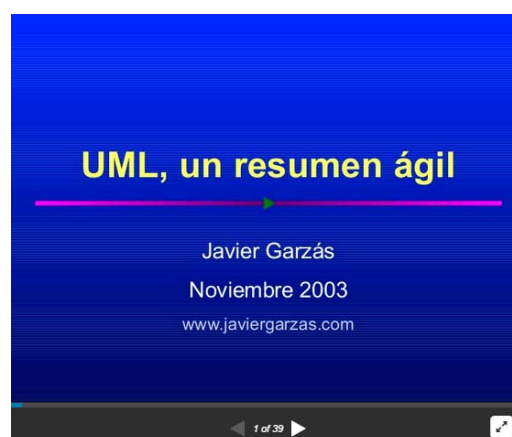 UML, un resumen ágil
Javier Garzás
Noviembre 2003
www.javiergarzas.com
1 of 39